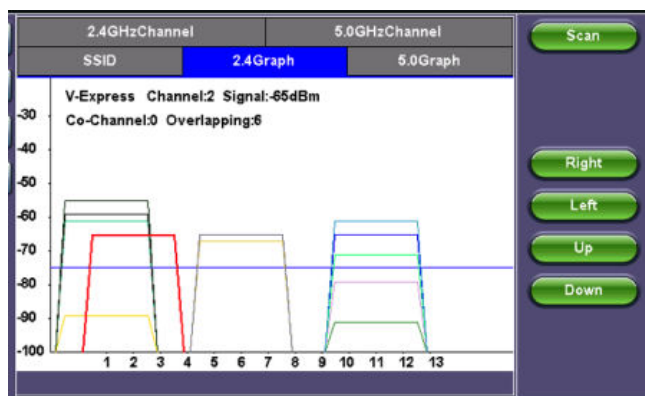 2.4GHzChannel 5.0GHzChannel
SSID 2.4Graph 5.0Graph
V-Express Channel:2 Signal:-65dBm
Co-Channel:0 Overlapping:6
-30
-40
-50
-60
-70
-80
-90
-100
1 2 3 4 5 6 7 8 9 10 11 12 13
Scan
Right
Left
Up
Down